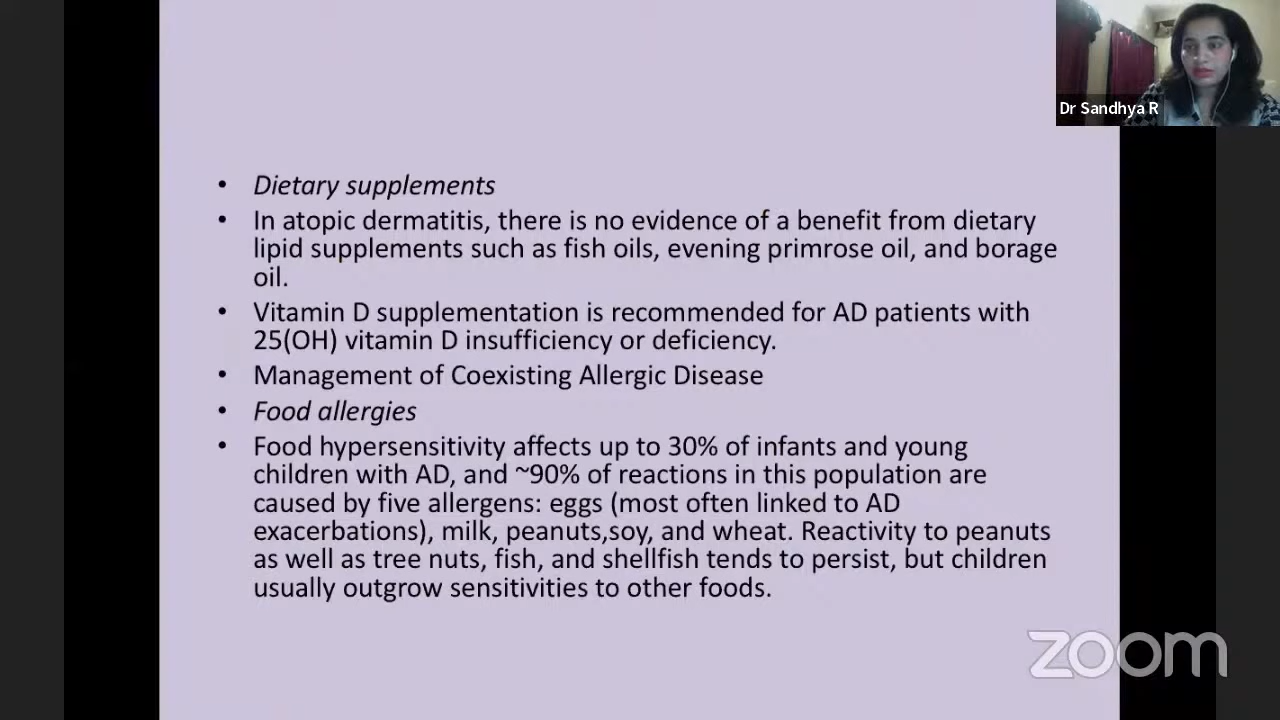 Dr Sandhya R
• Dietary supplements
• In atopic dermatitis, there is no evidence of a benefit from dietary
lipid supplements such as fish oils, evening primrose oil, and borage
oil.
• Vitamin D supplementation is recommended for AD patients with
25(OH) vitamin D insufficiency or deficiency.
• Management of Coexisting Allergic Disease
• Food allergies
• Food hypersensitivity affects up to 30% of infants and young
children with AD, and ~90% of reactions in this population are
caused by five allergens: eggs (most often linked to AD
exacerbations), milk, peanuts,soy, and wheat. Reactivity to peanuts
as well as tree nuts, fish, and shellfish tends to persist, but children
usually outgrow sensitivities to other foods.
zoom